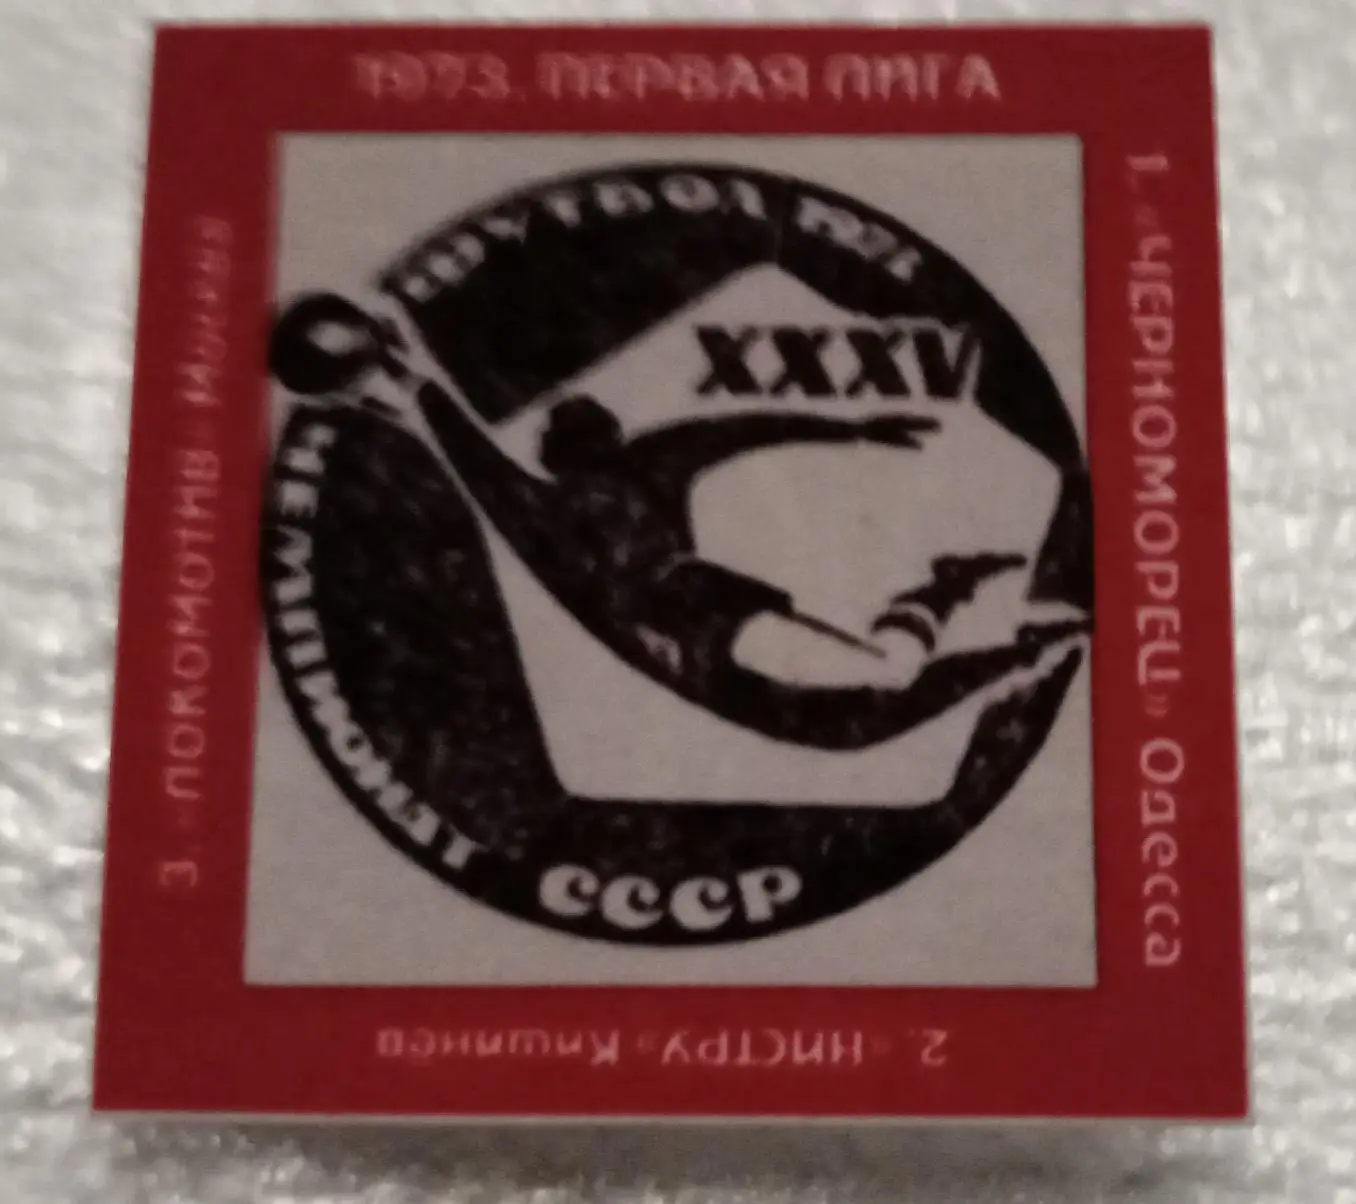 1973. ПЕРВАЯ ЛИГА
1. «ЧЕРНОМОРЕЦ» Одесса
2. «НИСТРУ» Кишинев
3. «ЛОКОМОТИВ» Москва
ФУТБОЛ
XXXV
ЧЕМПИОНАТ СССР